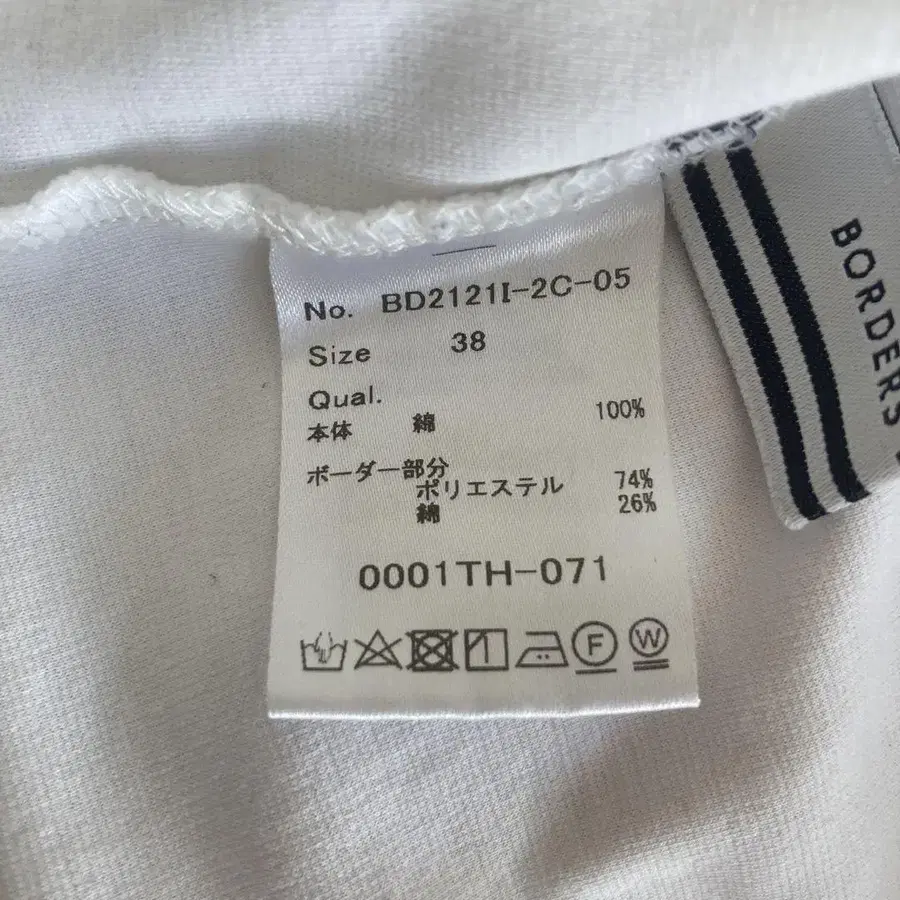 No. BD2121I-2C-05
Size 38
Qual.
本体 綿 100%
ボーダー部分
ポリエステル 74%
綿 26%
0001TH-071
F W
BORDERS